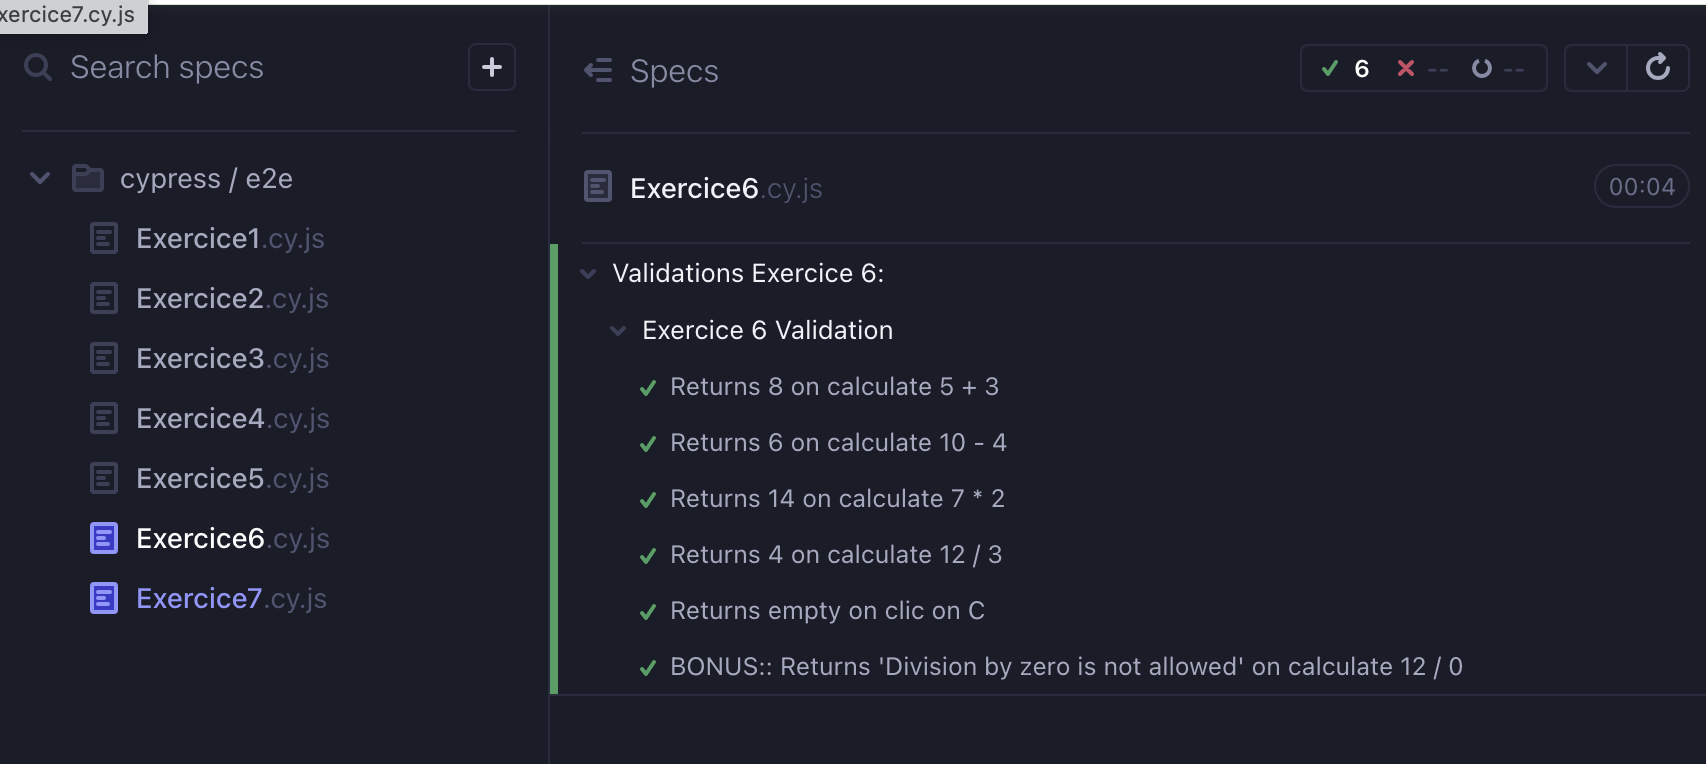 xercice7.cy.js
Search specs
+
cypress / e2e
Exercice1.cy.js
Exercice2.cy.js
Exercice3.cy.js
Exercice4.cy.js
Exercice5.cy.js
Exercice6.cy.js
Exercice7.cy.js
Specs
6 -- --
Exercice6.cy.js
00:04
Validations Exercice 6:
Exercice 6 Validation
Returns 8 on calculate 5 + 3
Returns 6 on calculate 10 - 4
Returns 14 on calculate 7 * 2
Returns 4 on calculate 12 / 3
Returns empty on clic on C
BONUS:: Returns 'Division by zero is not allowed' on calculate 12 / 0